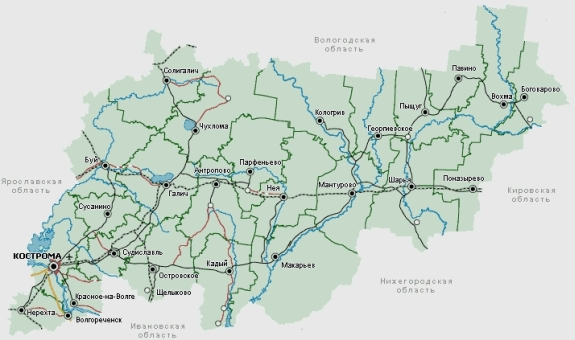 Вологодская
область
Солигалич
Павино
Вохма
Боговарово
Кологрив
Пыщуг
Чухлома
Георгиевское
Буй
Парфеньево
Антропово
Ярославская
область
Галич
Нея
Мантурово
Шарья
Поназырево
Кировская
область
Сусанино
Судиславль
КОСТРОМА
Островское
Кадый
Макарьев
Щелыково
Нижегородская
область
Красное-на-Волге
Нерехта
Волгореченск
Ивановская
область